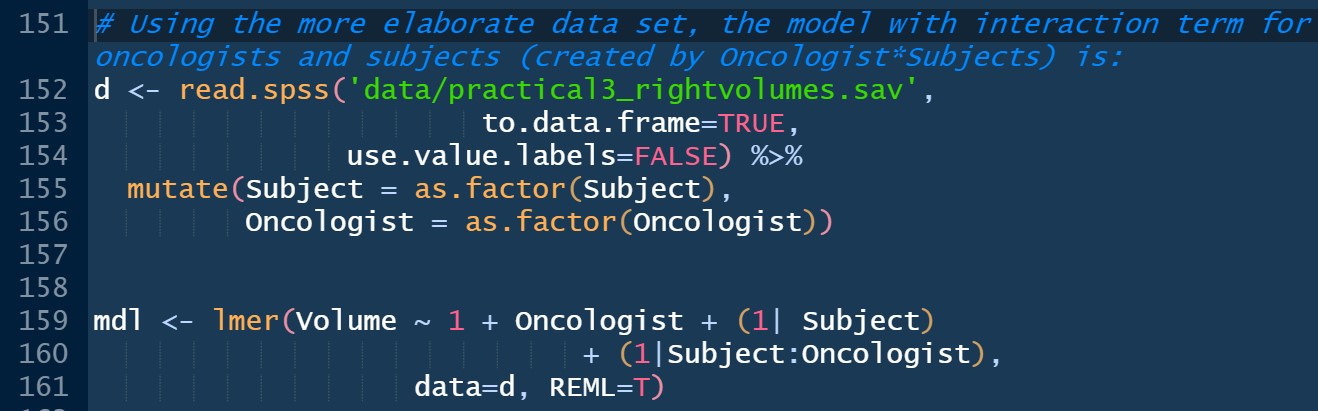 151 # Using the more elaborate data set, the model with interaction term for
oncologists and subjects (created by Oncologist*Subjects) is:
152 d <- read.spss('data/practical3_rightvolumes.sav',
153 to.data.frame=TRUE,
154 use.value.labels=FALSE) %>%
155 mutate(Subject = as.factor(Subject),
156 Oncologist = as.factor(Oncologist))
157
158
159 mdl <- lmer(Volume ~ 1 + Oncologist + (1| Subject)
160 + (1|Subject:Oncologist),
161 data=d, REML=T)